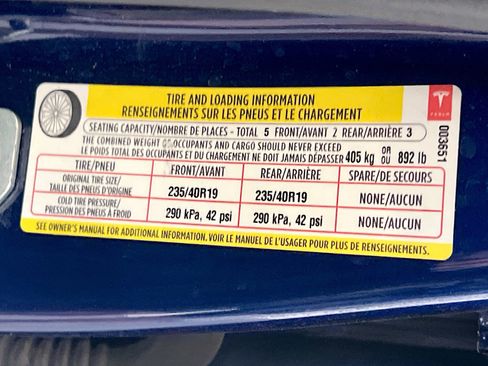 TIRE AND LOADING INFORMATION
RENSEIGNEMENTS SUR LES PNEUS ET LE CHARGEMENT
TESLA
003651
SEATING CAPACITY/NOMBRE DE PLACES - TOTAL 5 FRONT/AVANT 2 REAR/ARRIÈRE 3
THE COMBINED WEIGHT OF OCCUPANTS AND CARGO SHOULD NEVER EXCEED
LE POIDS TOTAL DES OCCUPANTS ET DU CHARGEMENT NE DOIT JAMAIS DÉPASSER 405 kg OR OU 892 lb
TIRE/PNEU FRONT/AVANT REAR/ARRIÈRE SPARE/DE SECOURS
ORIGINAL TIRE SIZE/
TAILLE DES PNEUS D'ORIGINE 235/40R19 235/40R19 NONE/AUCUN
COLD TIRE PRESSURE/
PRESSION DES PNEUS À FROID 290 kPa, 42 psi 290 kPa, 42 psi NONE/AUCUN
SEE OWNER'S MANUAL FOR ADDITIONAL INFORMATION. VOIR LE MANUEL DE L'USAGER POUR PLUS DE RENSEIGNEMENTS.